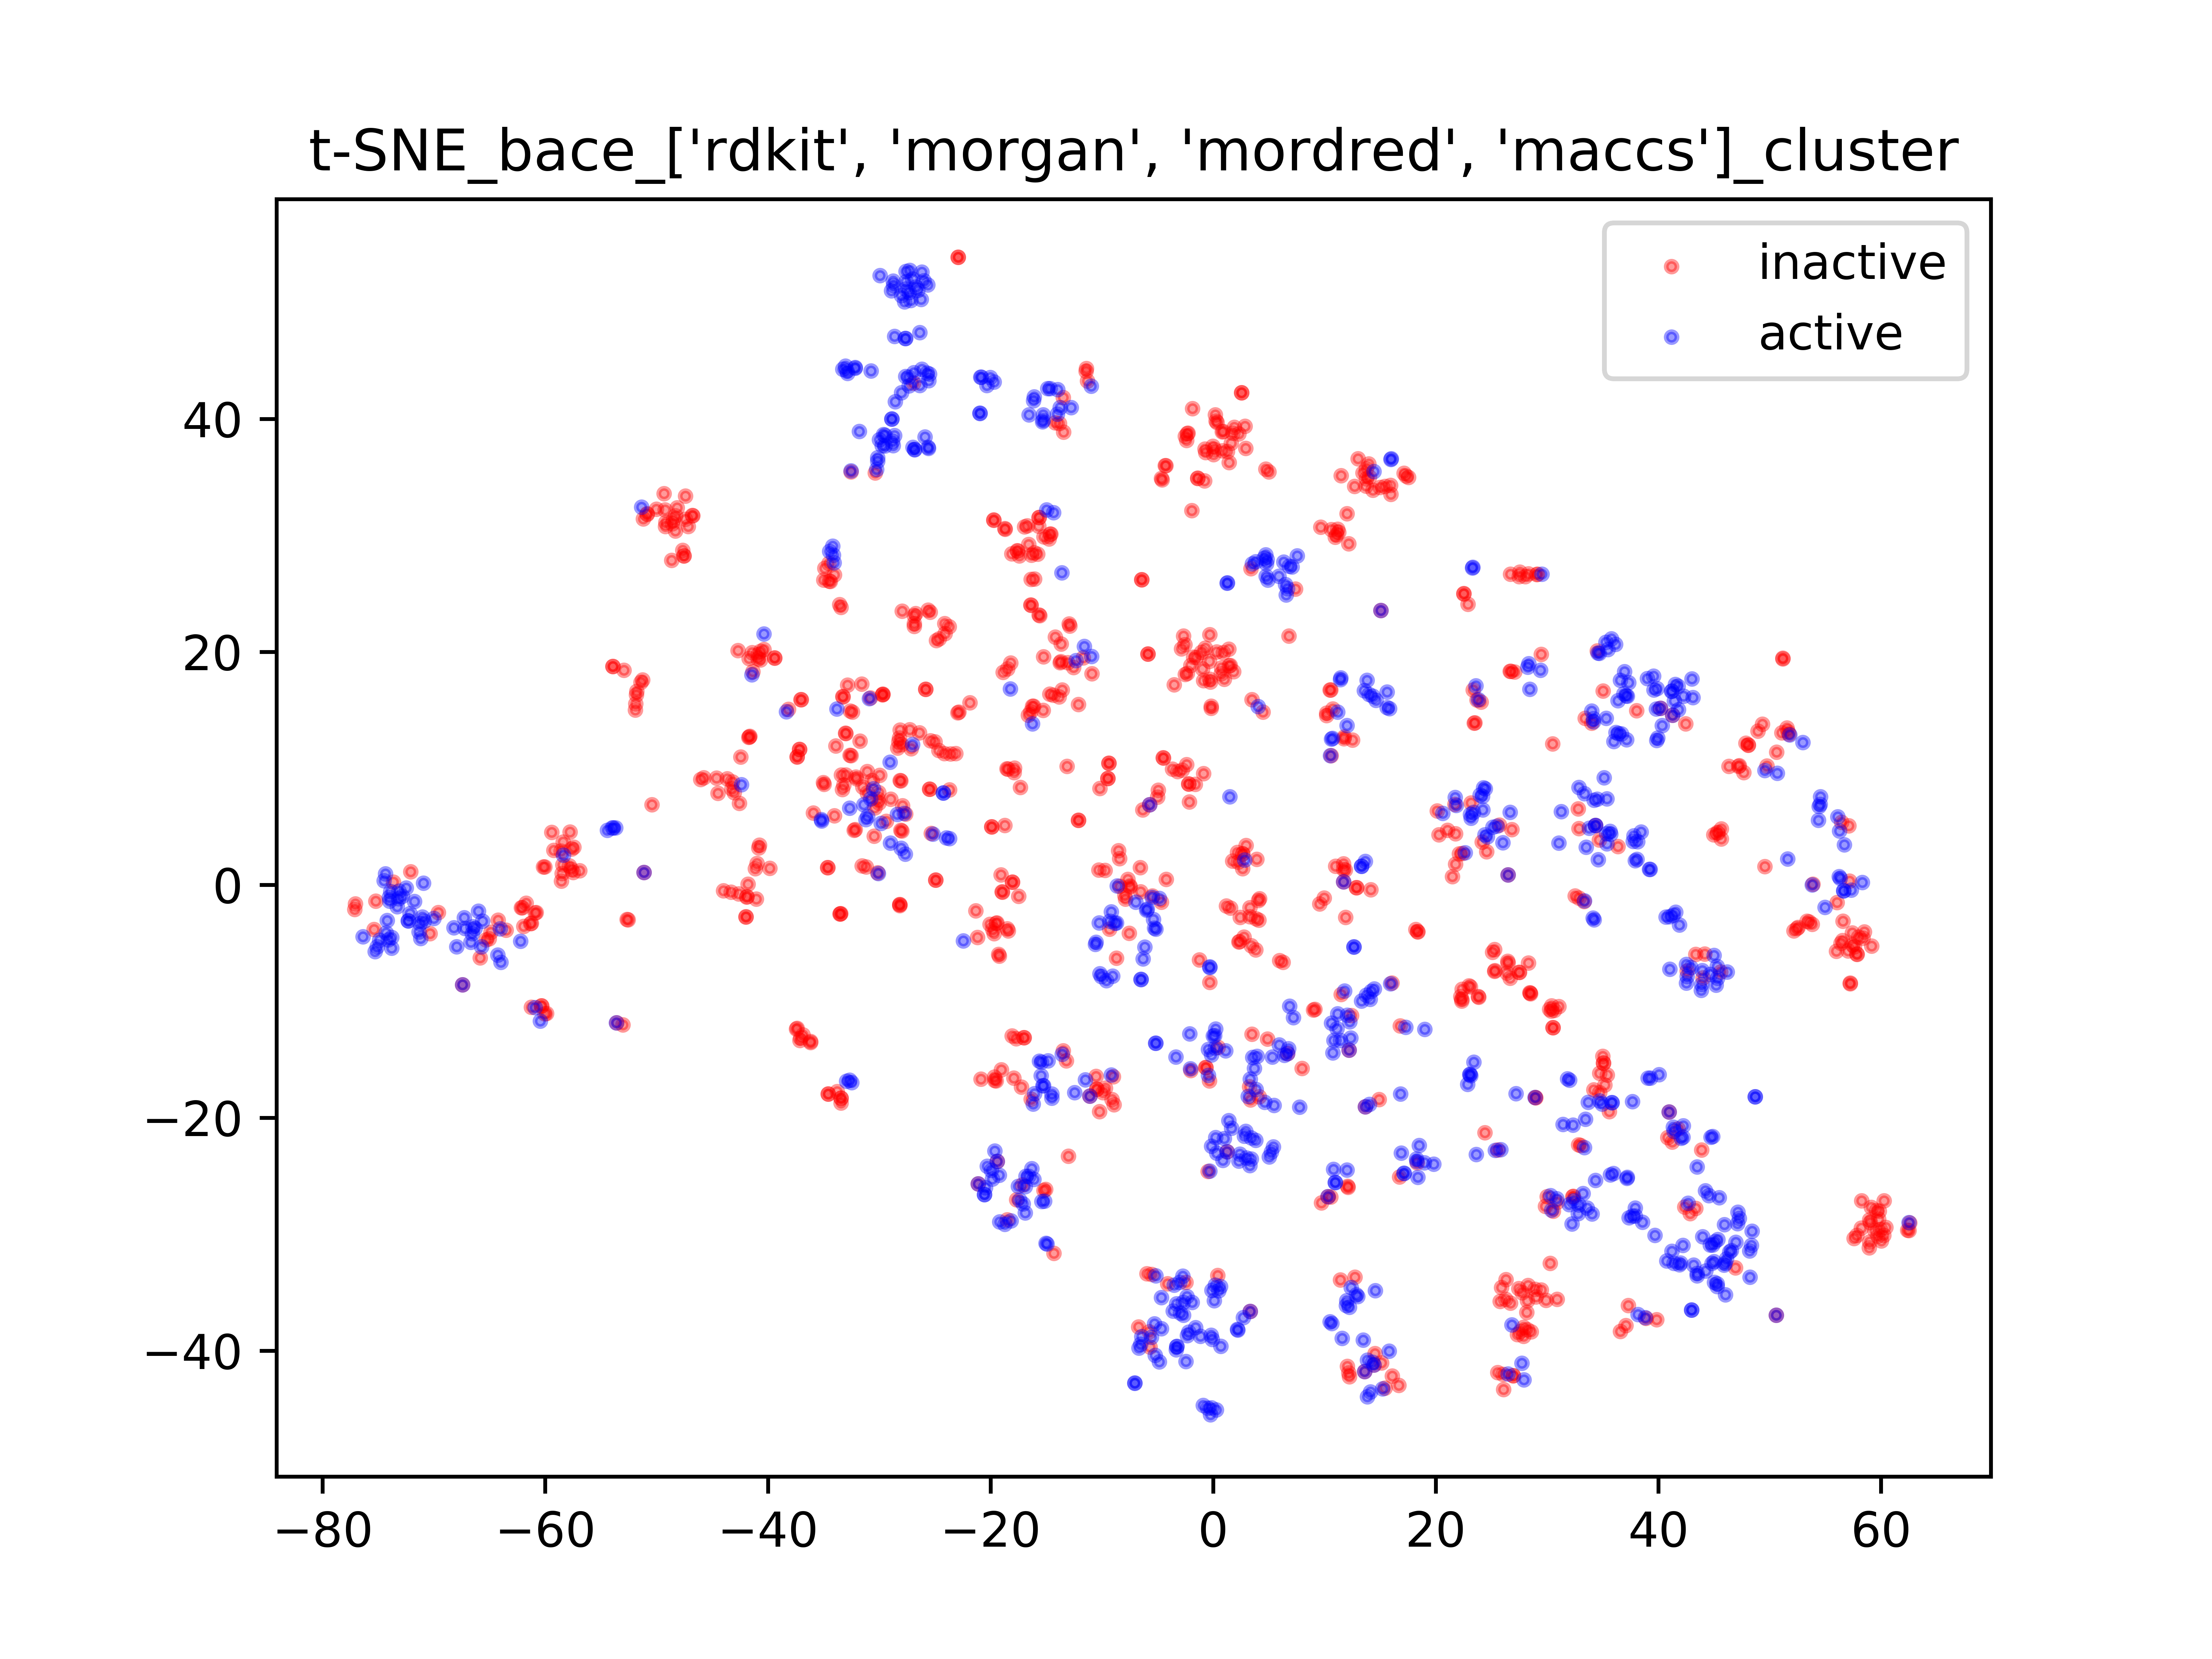 t-SNE_bace_['rdkit', 'morgan', 'mordred', 'maccs']_cluster
inactive
active
40
20
0
−20
−40
−80 −60 −40 −20 0 20 40 60